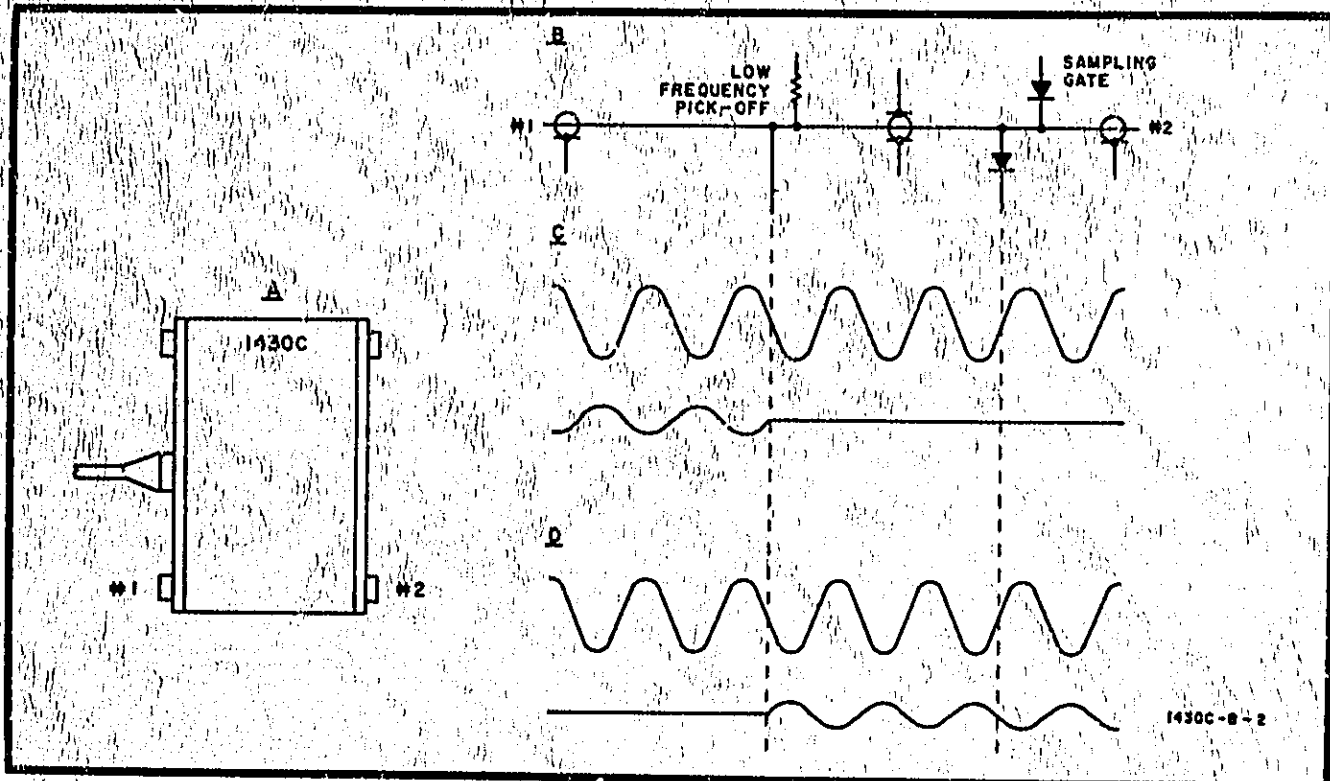 B
LOW
FREQUENCY
PICK-OFF
SAMPLING
GATE
#1
#2
C
A
1430C
D
#1
#2
1430C-B-2